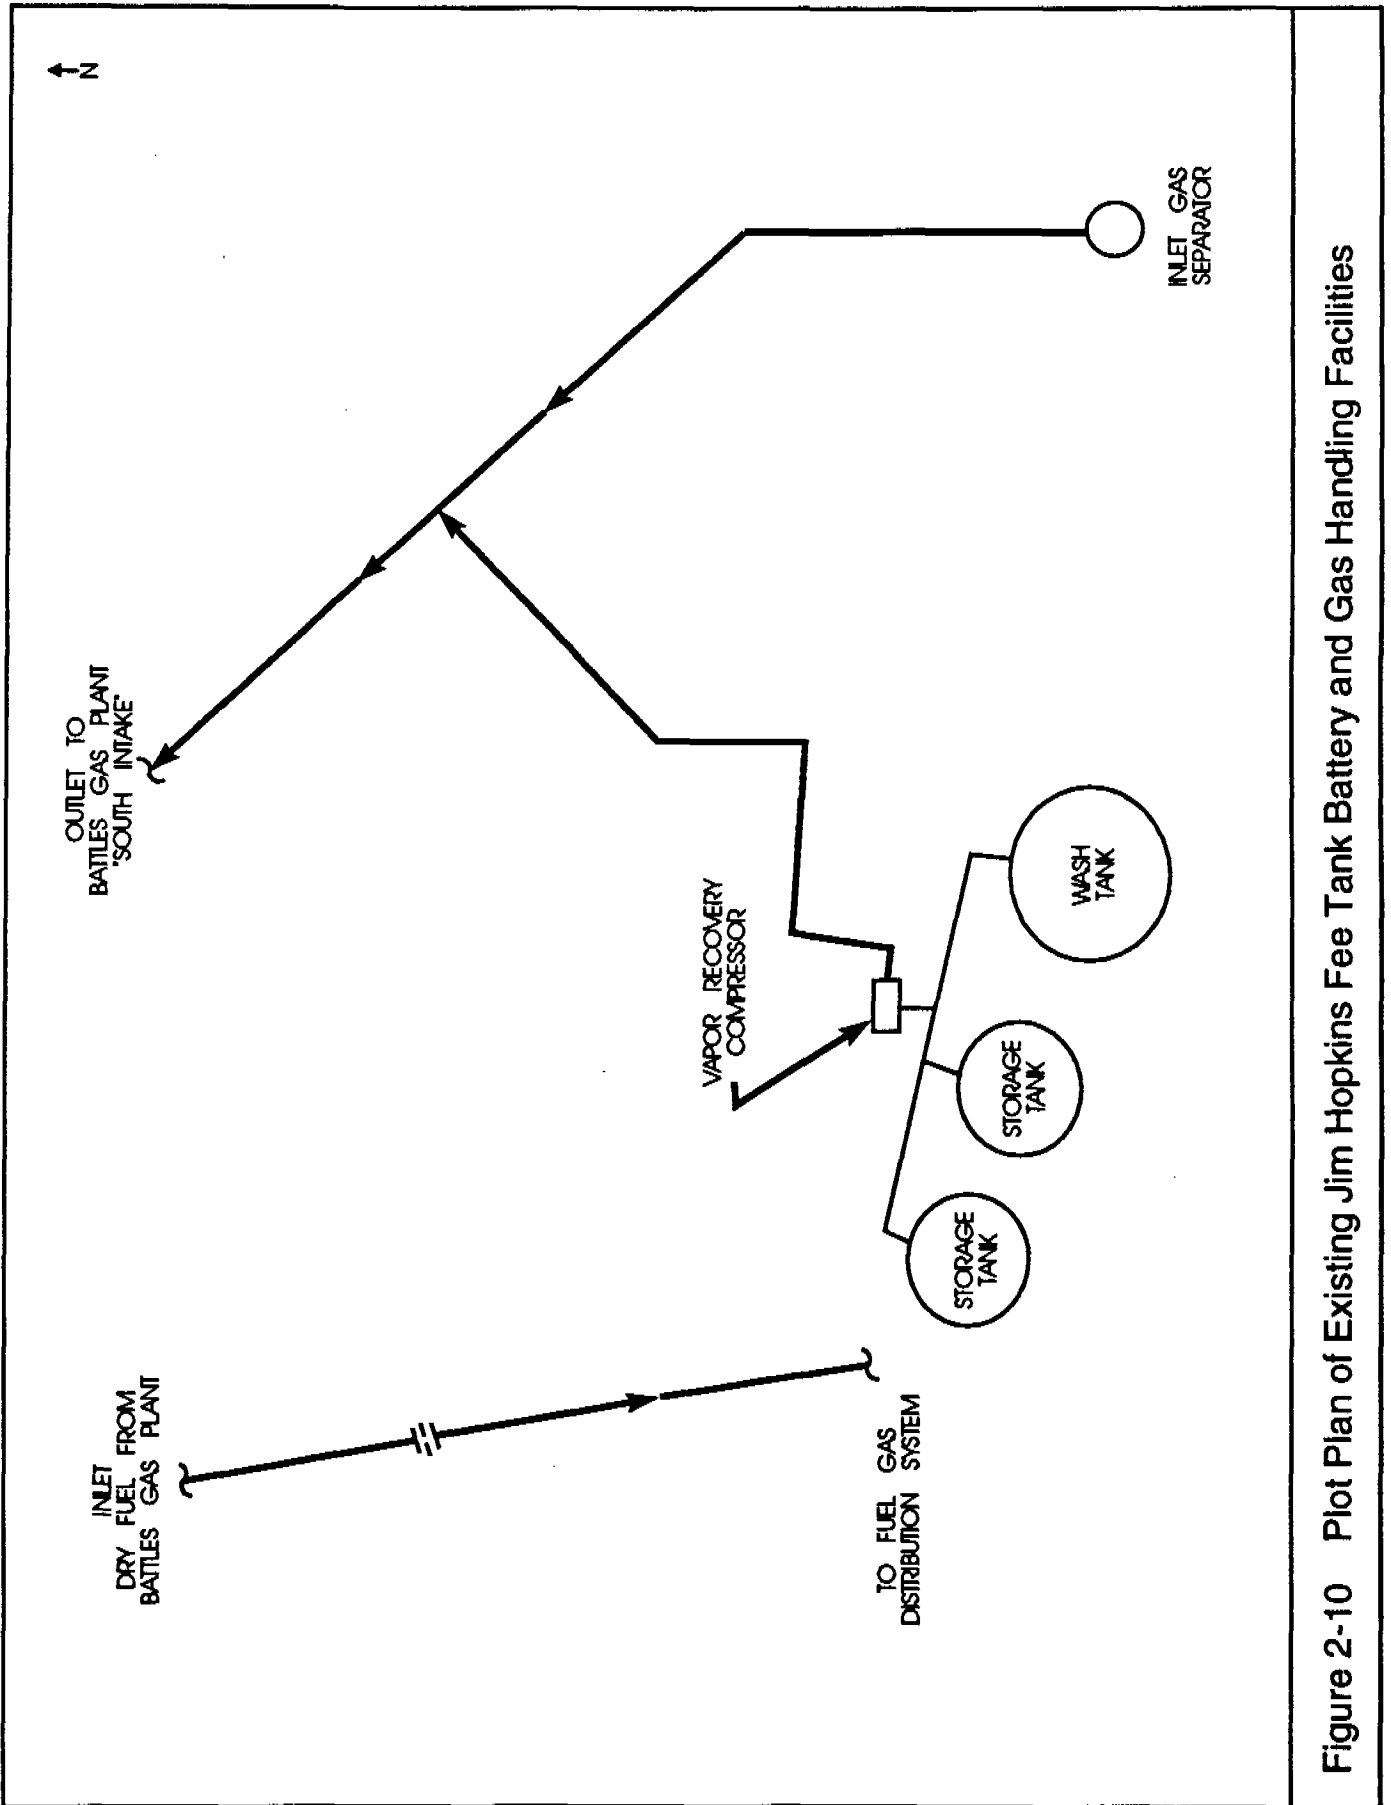 N
INLET
DRY FUEL FROM
BATTLES GAS PLANT
OUTLET TO
BATTLES GAS PLANT
"SOUTH INTAKE"
VAPOR RECOVERY
COMPRESSOR
TO FUEL GAS
DISTRIBUTION SYSTEM
STORAGE
TANK
STORAGE
TANK
WASH
TANK
INLET GAS
SEPARATOR
Figure 2-10 Plot Plan of Existing Jim Hopkins Fee Tank Battery and Gas Handling Facilities